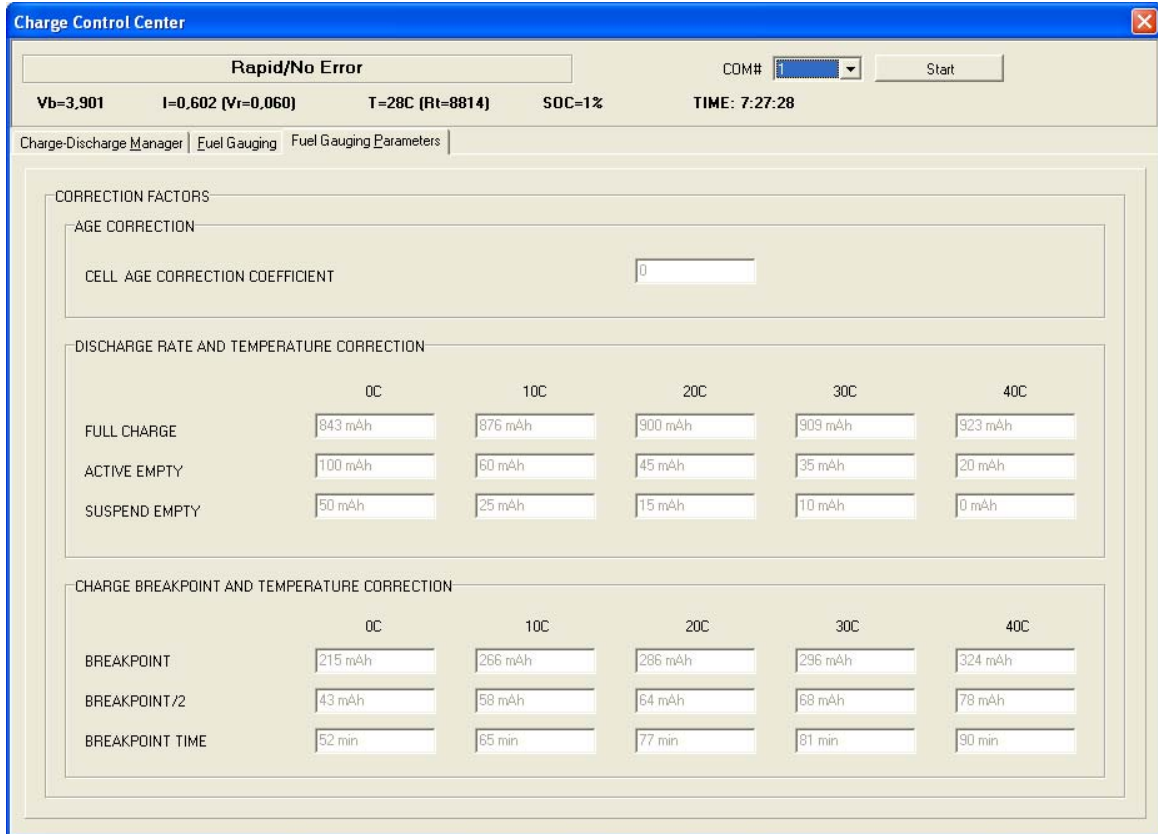 Charge Control Center
Rapid/No Error COM# 1 Start
Vb=3,901 I=0,602 (Vr=0,060) T=28C (Rt=8814) SOC=1% TIME: 7:27:28
Charge-Discharge Manager Fuel Gauging Fuel Gauging Parameters
CORRECTION FACTORS
AGE CORRECTION
CELL AGE CORRECTION COEFFICIENT 0
DISCHARGE RATE AND TEMPERATURE CORRECTION
0C 10C 20C 30C 40C
FULL CHARGE 843 mAh 876 mAh 900 mAh 909 mAh 923 mAh
ACTIVE EMPTY 100 mAh 60 mAh 45 mAh 35 mAh 20 mAh
SUSPEND EMPTY 50 mAh 25 mAh 15 mAh 10 mAh 0 mAh
CHARGE BREAKPOINT AND TEMPERATURE CORRECTION
0C 10C 20C 30C 40C
BREAKPOINT 215 mAh 266 mAh 286 mAh 296 mAh 324 mAh
BREAKPOINT/2 43 mAh 58 mAh 64 mAh 68 mAh 78 mAh
BREAKPOINT TIME 52 min 65 min 77 min 81 min 90 min